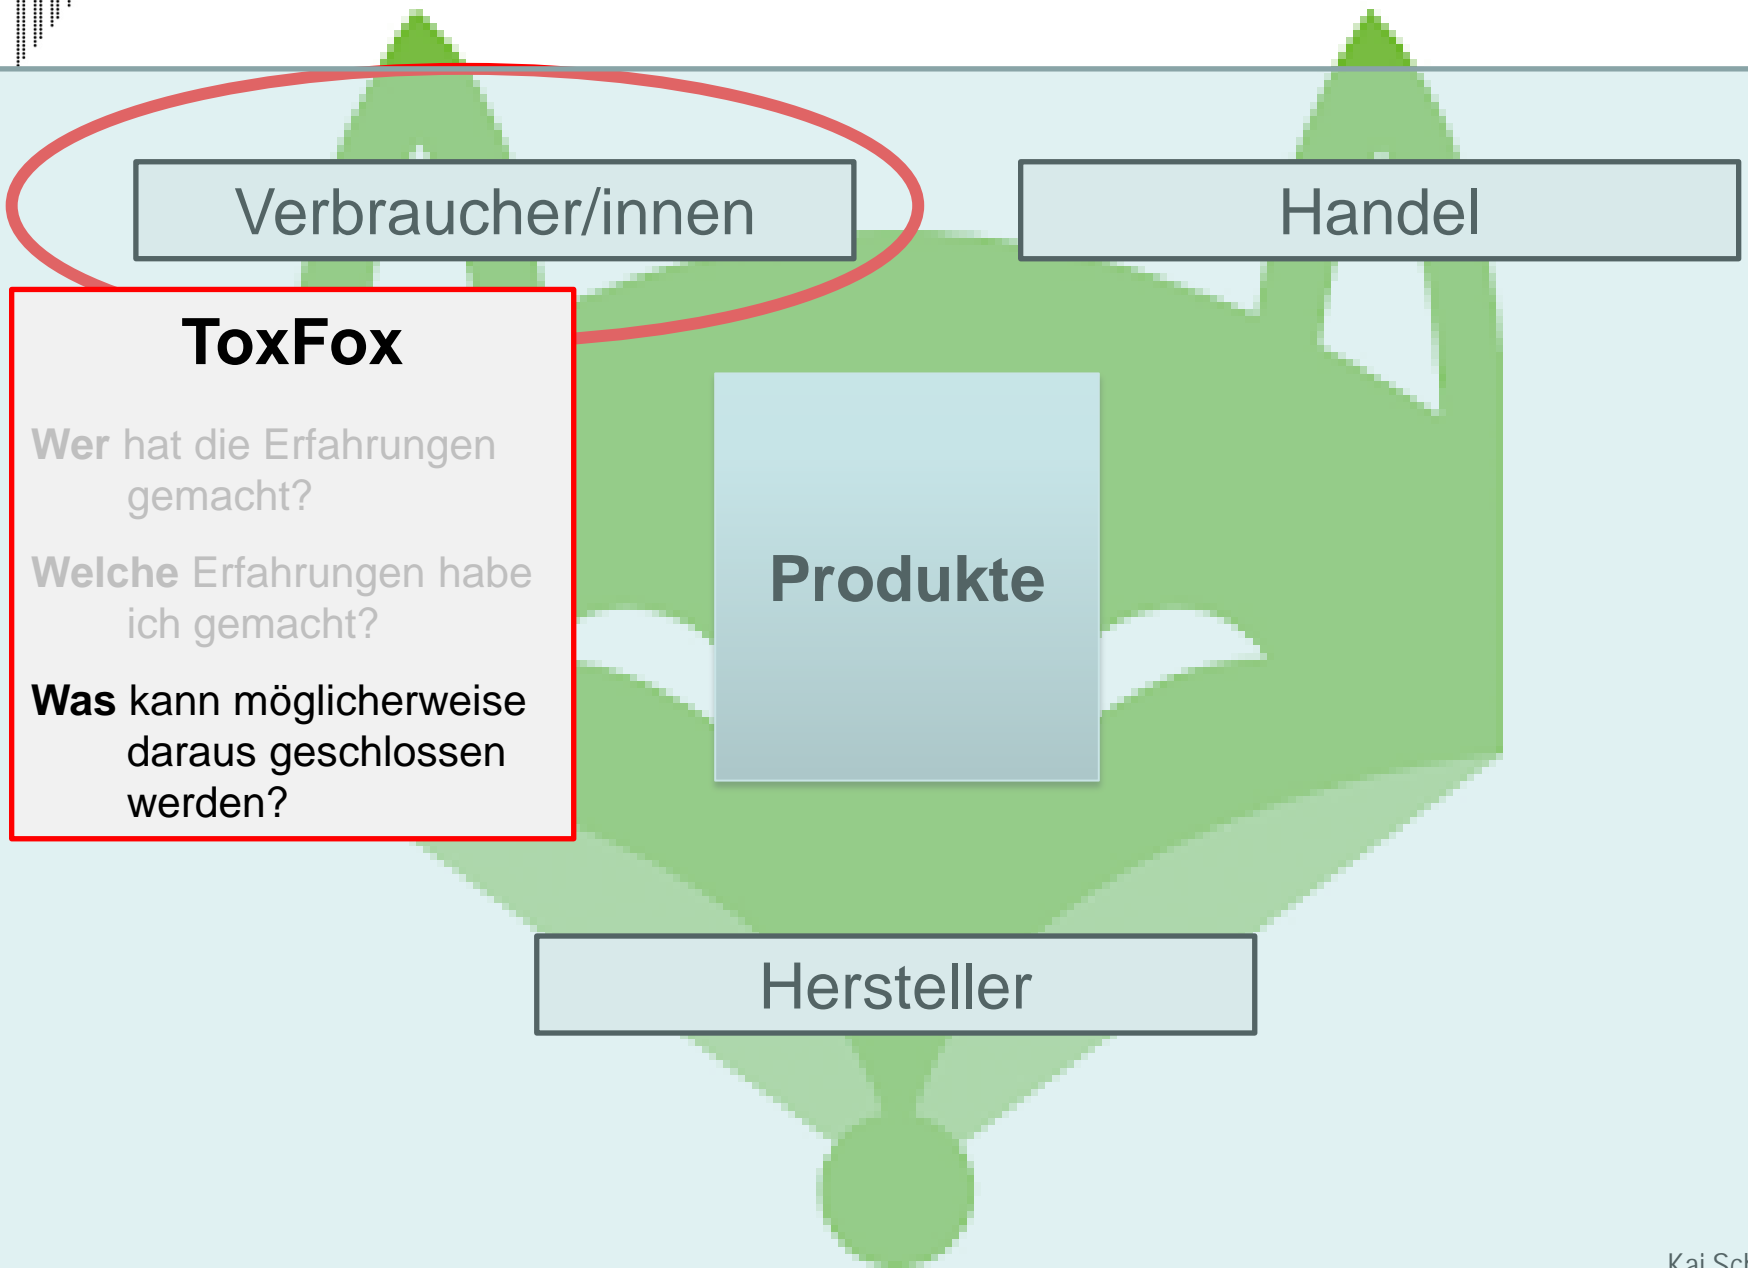 Verbraucher/innen
Handel
ToxFox
Wer hat die Erfahrungen
gemacht?
Welche Erfahrungen habe
ich gemacht?
Was kann möglicherweise
daraus geschlossen
werden?
Produkte
Hersteller
Kai